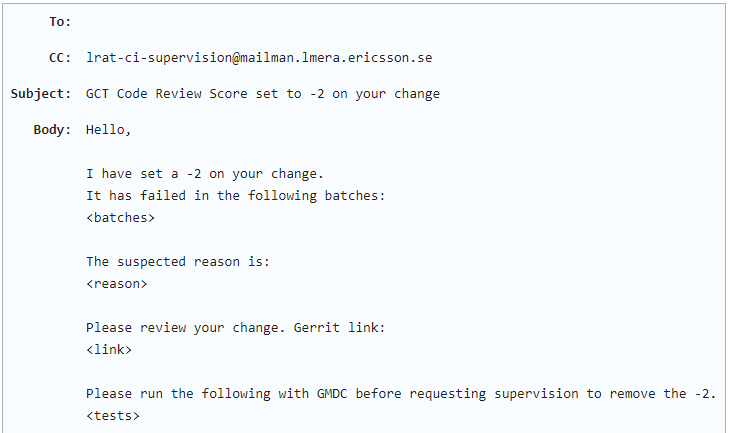 To:
CC: lrat-ci-supervision@mailman.lmera.ericsson.se
Subject: GCT Code Review Score set to -2 on your change
Body: Hello,
I have set a -2 on your change.
It has failed in the following batches:
<batches>
The suspected reason is:
<reason>
Please review your change. Gerrit link:
<link>
Please run the following with GMDC before requesting supervision to remove the -2.
<tests>